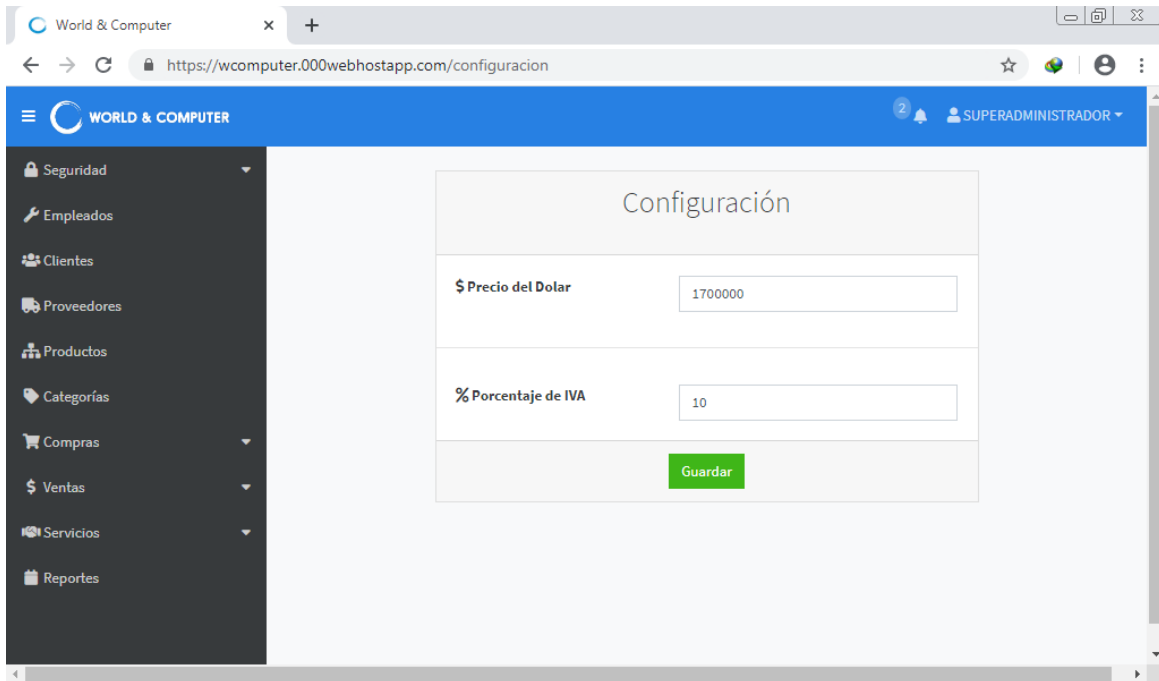 World & Computer
https://wcomputer.000webhostapp.com/configuracion
WORLD & COMPUTER
2
SUPERADMINISTRADOR
Seguridad
Empleados
Clientes
Proveedores
Productos
Categorías
Compras
$ Ventas
Servicios
Reportes
Configuración
$ Precio del Dolar
1700000
% Porcentaje de IVA
10
Guardar